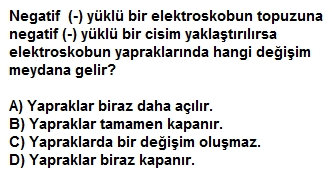 Negatif  (-) yüklü bir elektroskobun topuzuna
negatif (-) yüklü bir cisim yaklaştırılırsa
elektroskobun yapraklarında hangi değişim
meydana gelir?
A) Yapraklar biraz daha açılır.
B) Yapraklar tamamen kapanır.
C) Yapraklarda bir değişim oluşmaz.
D) Yapraklar biraz kapanır.